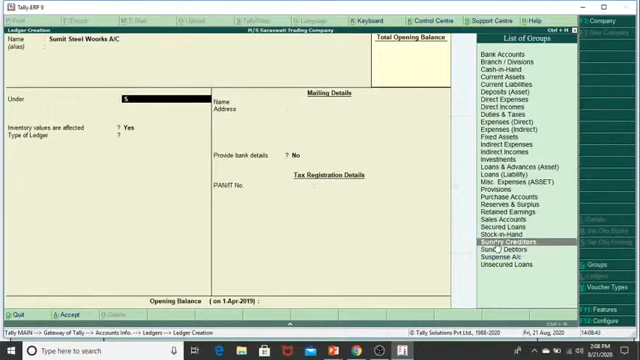 Tally.ERP 9
P: Print
E: Export
M: E.Mail
O: Upload
S: TallyShop
G: Language
K: Keyboard
K: Control Centre
H: Support Centre
H: Help
F3: Company
Ledger Creation
M/S Saraswati Trading Company
Ctrl + M
Name : Sumit Steel Woorks A/C
(alias) :
Total Opening Balance
Under : S
Inventory values are affected ? Yes
Type of Ledger ?
Mailing Details
Name :
Address :
Provide bank details ? No
Tax Registration Details
PAN/IT No. :
Opening Balance ( on 1-Apr-2019) :
List of Groups
Bank Accounts
Branch / Divisions
Cash-in-Hand
Current Assets
Current Liabilities
Deposits (Asset)
Direct Expenses
Direct Incomes
Duties & Taxes
Expenses (Direct)
Expenses (Indirect)
Fixed Assets
Indirect Expenses
Indirect Incomes
Investments
Loans & Advances (Asset)
Loans (Liability)
Misc. Expenses (ASSET)
Provisions
Purchase Accounts
Reserves & Surplus
Retained Earnings
Sales Accounts
Secured Loans
Stock-in-Hand
Sundry Creditors
Sundry Debtors
Suspense A/c
Unsecured Loans
G: Groups
L: Ledgers
V: Voucher Types
F11: Features
F12: Configure
Q: Quit
A: Accept
D: Delete
Tally MAIN --> Gateway of Tally --> Accounts Info. --> Ledgers --> Ledger Creation
© Tally Solutions Pvt Ltd., 1988-2020
Fri, 21 Aug, 2020
14:08:43
Type here to search
2:08 PM
8/21/2020